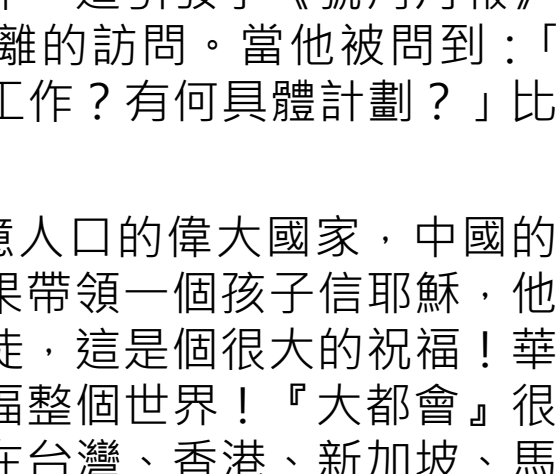 離的訪問。當他被問到：「
工作？有何具體計劃？」比
億人口的偉大國家，中國的
果帶領一個孩子信耶穌，他
徒，這是個很大的祝福！華
福整個世界！『大都會』很
在台灣、香港、新加坡、馬